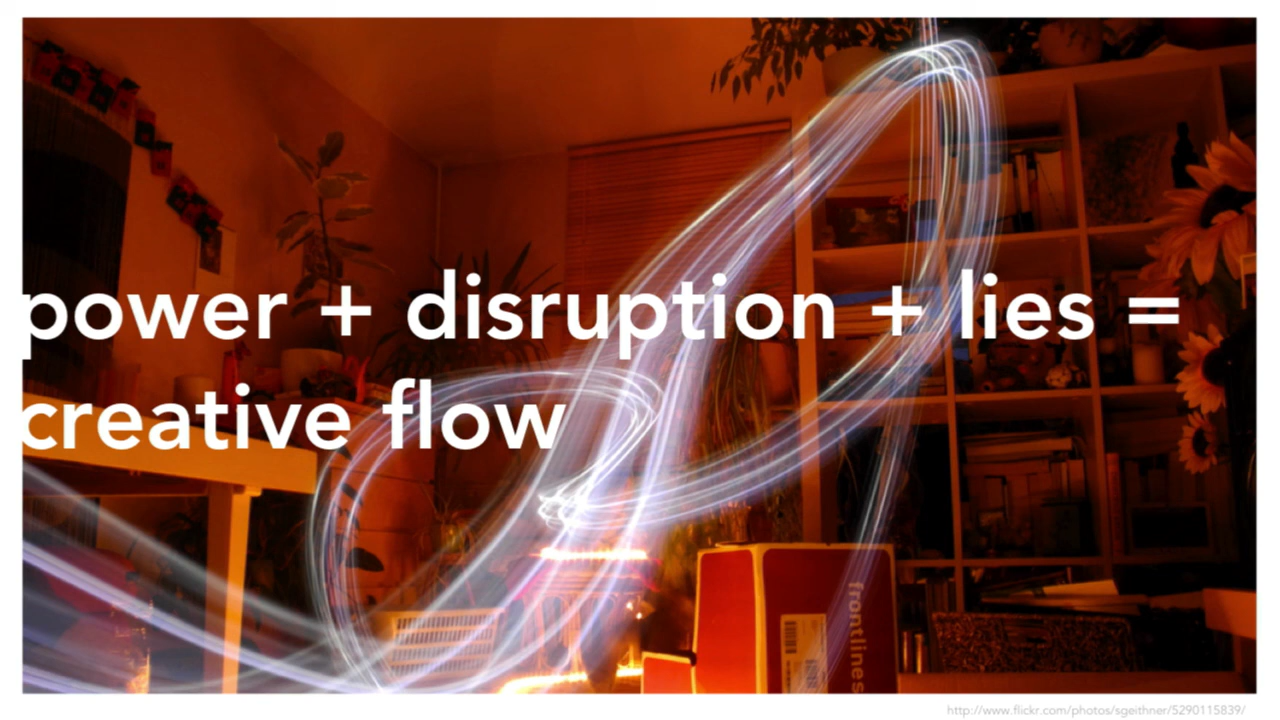 power + disruption + lies =
creative flow
frontlines
http://www.flickr.com/photos/sgeithner/5290115839/